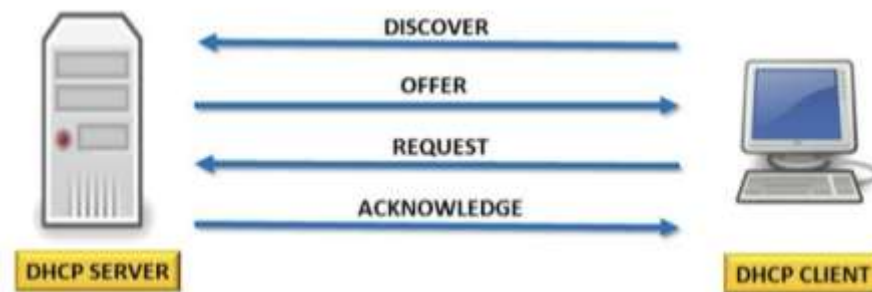 DISCOVER
OFFER
REQUEST
ACKNOWLEDGE
DHCP SERVER
DHCP CLIENT